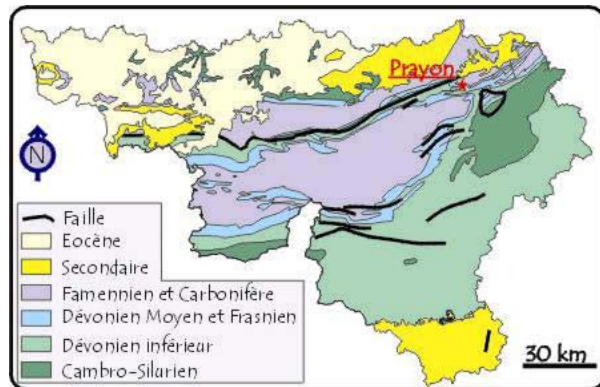 Prayon
N
Faille
Eocène
Secondaire
Famennien et Carbonifère
Dévonien Moyen et Frasnien
Dévonien inférieur
Cambro-Silurien
30 km